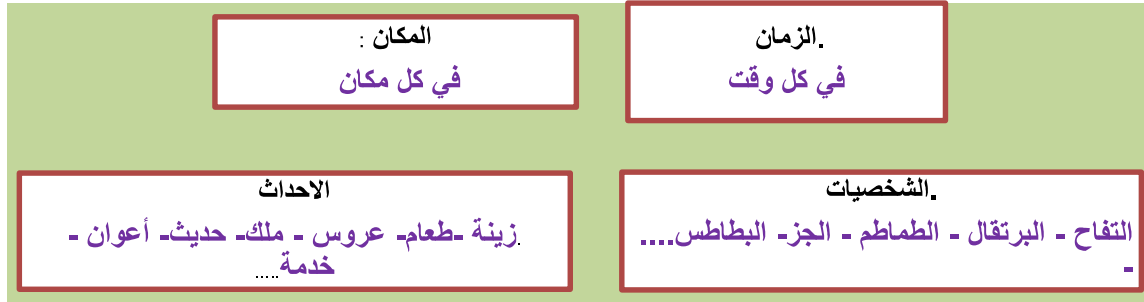 .الزمان
في كل وقت
المكان :
في كل مكان
.الشخصيات
التفاح - البرتقال - الطماطم - الجز- البطاطس....
-
الاحداث
.زينة -طعام- عروس - ملك- حديث- أعوان -
خدمة.....